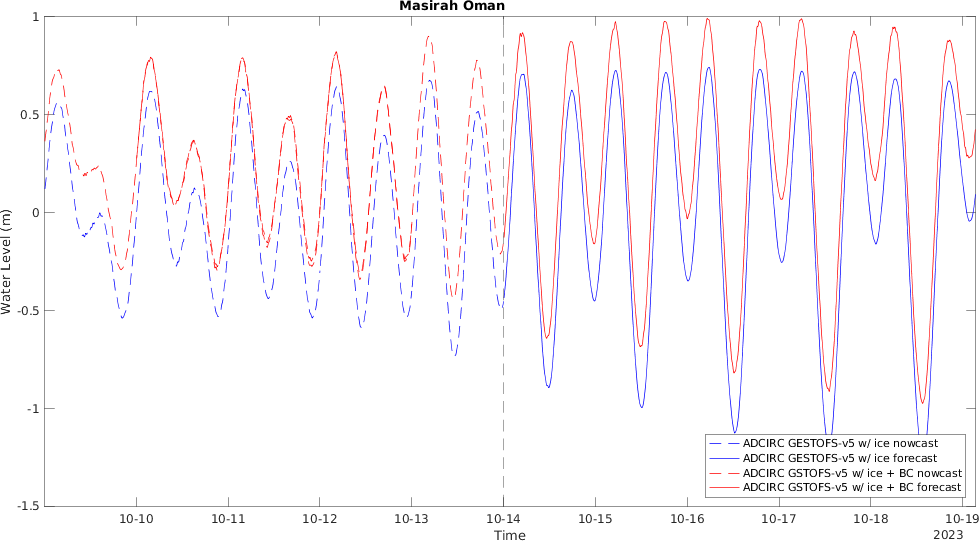 Masirah Oman
1
0.5
0
-0.5
-1
-1.5
Water Level (m)
10-10
10-11
10-12
10-13
10-14
10-15
10-16
10-17
10-18
10-19
Time
2023
ADCIRC GESTOFS-v5 w/ ice nowcast
ADCIRC GESTOFS-v5 w/ ice forecast
ADCIRC GSTOFS-v5 w/ ice + BC nowcast
ADCIRC GSTOFS-v5 w/ ice + BC forecast